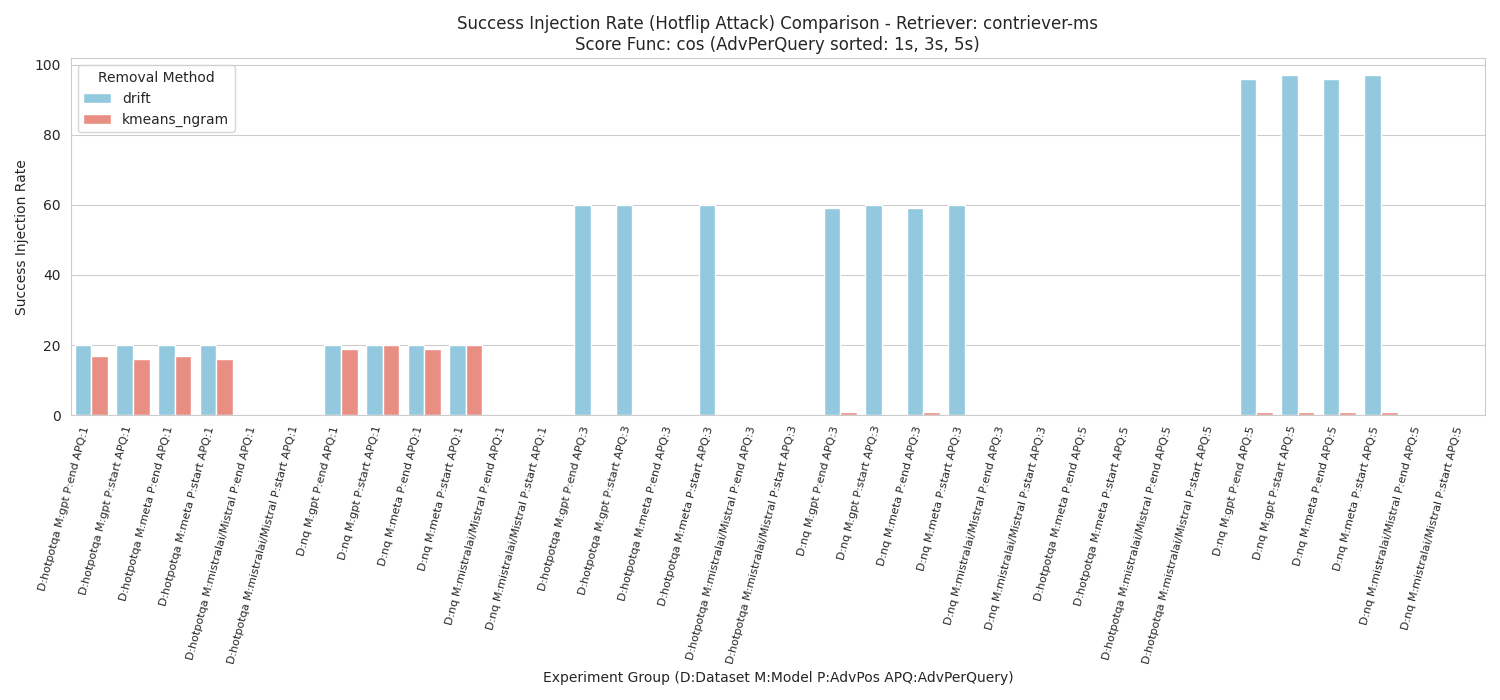 Success Injection Rate (Hotflip Attack) Comparison - Retriever: contriever-ms
Score Func: cos (AdvPerQuery sorted: 1s, 3s, 5s)
Removal Method
drift
kmeans_ngram
Success Injection Rate
100
80
60
40
20
0
D:hotpotqa M:gpt P:end APQ:1
D:hotpotqa M:gpt P:start APQ:1
D:hotpotqa M:meta P:end APQ:1
D:hotpotqa M:meta P:start APQ:1
D:hotpotqa M:mistralai/Mistral P:end APQ:1
D:hotpotqa M:mistralai/Mistral P:start APQ:1
D:nq M:gpt P:end APQ:1
D:nq M:gpt P:start APQ:1
D:nq M:meta P:end APQ:1
D:nq M:meta P:start APQ:1
D:nq M:mistralai/Mistral P:end APQ:1
D:nq M:mistralai/Mistral P:start APQ:1
D:hotpotqa M:gpt P:end APQ:3
D:hotpotqa M:gpt P:start APQ:3
D:hotpotqa M:meta P:end APQ:3
D:hotpotqa M:meta P:start APQ:3
D:hotpotqa M:mistralai/Mistral P:end APQ:3
D:hotpotqa M:mistralai/Mistral P:start APQ:3
D:nq M:gpt P:end APQ:3
D:nq M:gpt P:start APQ:3
D:nq M:meta P:end APQ:3
D:nq M:meta P:start APQ:3
D:nq M:mistralai/Mistral P:end APQ:3
D:nq M:mistralai/Mistral P:start APQ:3
D:hotpotqa M:meta P:end APQ:5
D:hotpotqa M:meta P:start APQ:5
D:hotpotqa M:mistralai/Mistral P:end APQ:5
D:hotpotqa M:mistralai/Mistral P:start APQ:5
D:nq M:gpt P:end APQ:5
D:nq M:gpt P:start APQ:5
D:nq M:meta P:end APQ:5
D:nq M:meta P:start APQ:5
D:nq M:mistralai/Mistral P:end APQ:5
D:nq M:mistralai/Mistral P:start APQ:5
Experiment Group (D:Dataset M:Model P:AdvPos APQ:AdvPerQuery)